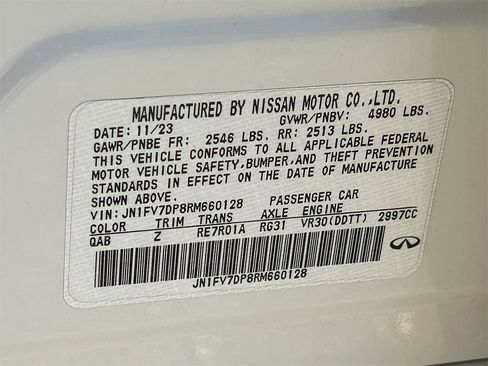 MANUFACTURED BY NISSAN MOTOR CO.,LTD.
DATE: 11/23 GVWR/PNBV: 4980 LBS.
GAWR/PNBE FR: 2546 LBS. RR: 2513 LBS.
THIS VEHICLE CONFORMS TO ALL APPLICABLE FEDERAL
MOTOR VEHICLE SAFETY,BUMPER,AND THEFT PREVENTION
STANDARDS IN EFFECT ON THE DATE OF MANUFACTURE
SHOWN ABOVE.
VIN: JN1FV7DP8RM660128 PASSENGER CAR
COLOR TRIM TRANS AXLE ENGINE
QAB Z RE7R01A RG31 VR30(DDTT) 2997CC
JN1FV7DP8RM660128